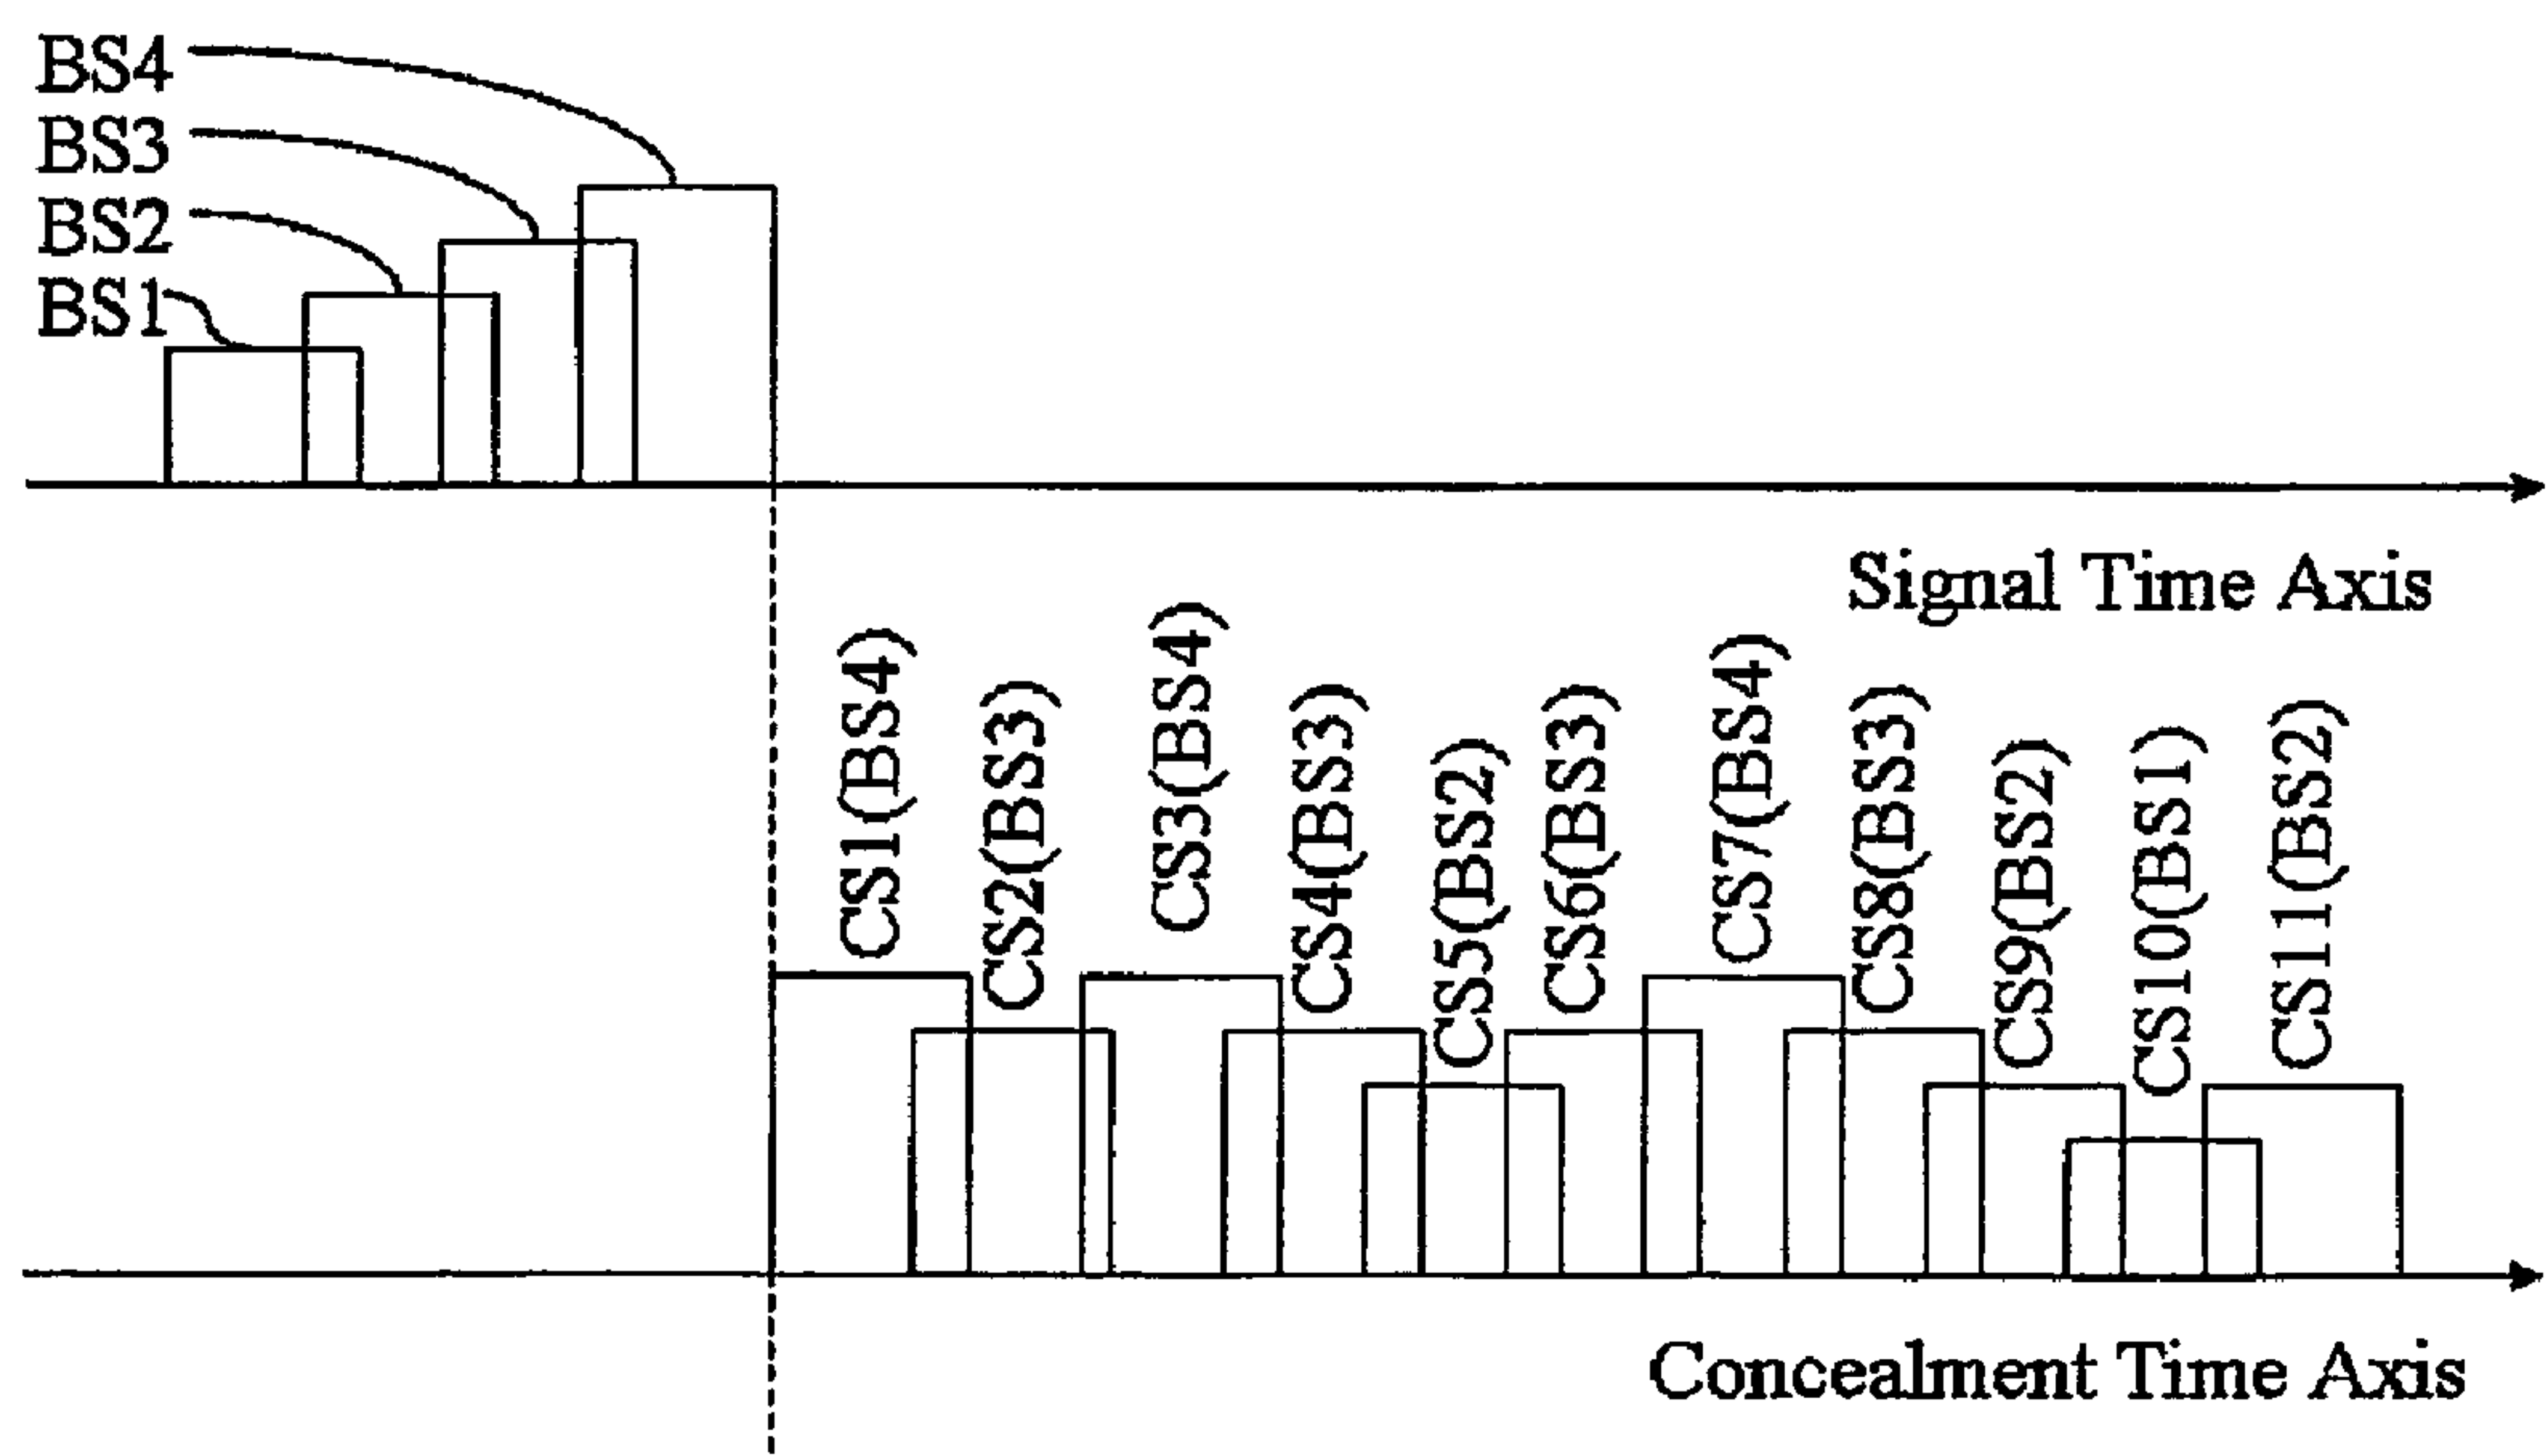 BS4
BS3
BS2
BS1
Signal Time Axis
CS1(BS4)
CS2(BS3)
CS3(BS4)
CS4(BS3)
CS5(BS2)
CS6(BS3)
CS7(BS4)
CS8(BS3)
CS9(BS2)
CS10(BS1)
CS11(BS2)
Concealment Time Axis